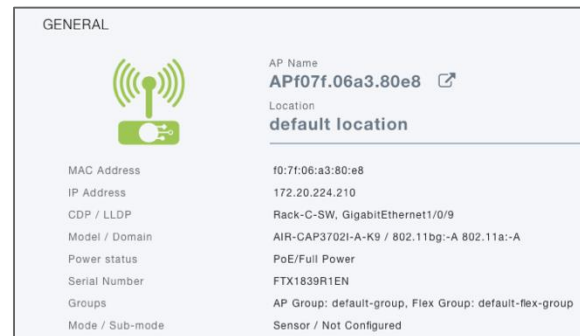 GENERAL
AP Name
APf07f.06a3.80e8
Location
default location
MAC Address f0:7f:06:a3:80:e8
IP Address 172.20.224.210
CDP / LLDP Rack-C-SW, GigabitEthernet1/0/9
Model / Domain AIR-CAP3702I-A-K9 / 802.11bg:-A 802.11a:-A
Power status PoE/Full Power
Serial Number FTX1839R1EN
Groups AP Group: default-group, Flex Group: default-flex-group
Mode / Sub-mode Sensor / Not Configured